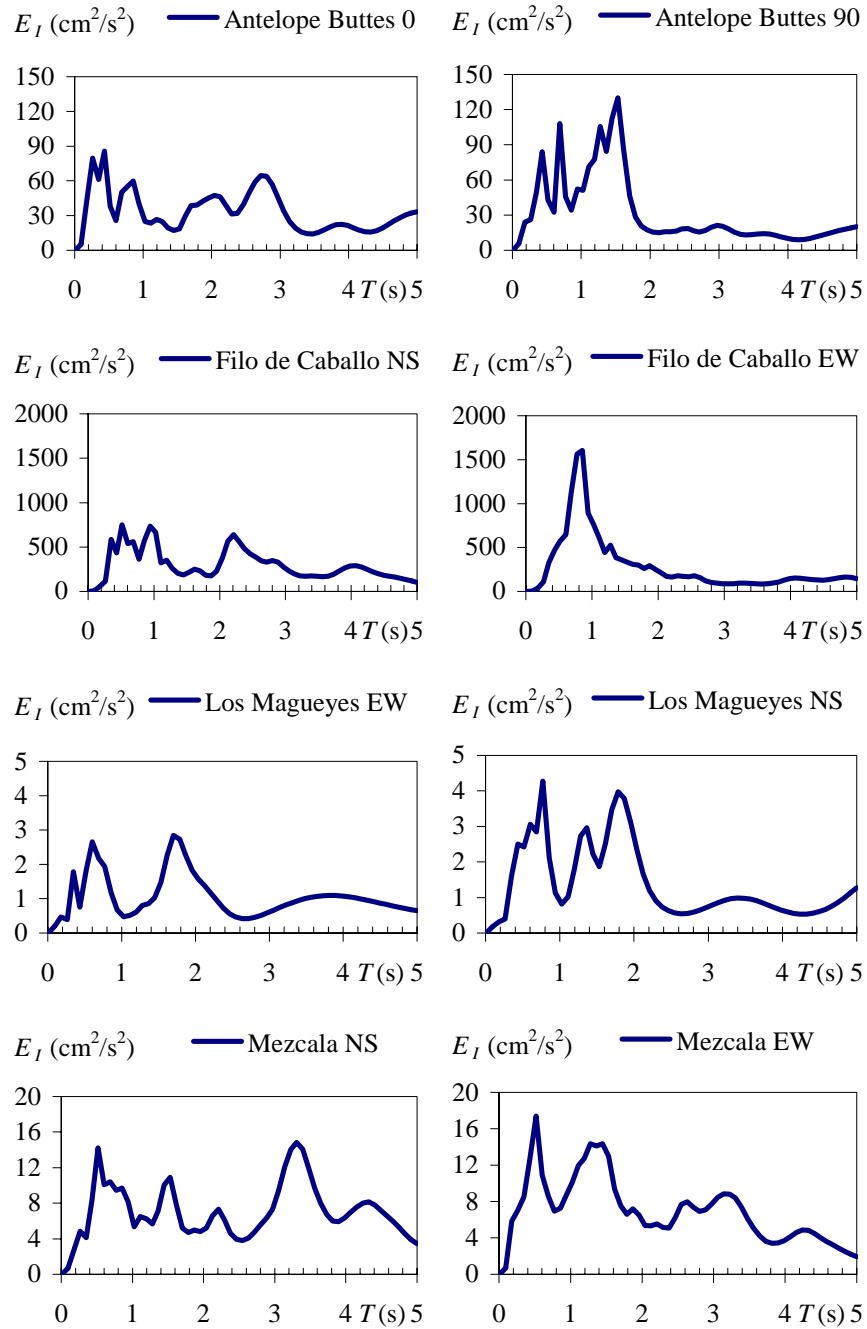 E_I (cm²/s²) Antelope Buttes 0
150
120
90
60
30
0
0 1 2 3 4 T (s) 5
E_I (cm²/s²) Antelope Buttes 90
150
120
90
60
30
0
0 1 2 3 4 T (s) 5
E_I (cm²/s²) Filo de Caballo NS
2000
1500
1000
500
0
0 1 2 3 4 T (s) 5
E_I (cm²/s²) Filo de Caballo EW
2000
1500
1000
500
0
0 1 2 3 4 T (s) 5
E_I (cm²/s²) Los Magueyes EW
5
4
3
2
1
0
0 1 2 3 4 T (s) 5
E_I (cm²/s²) Los Magueyes NS
5
4
3
2
1
0
0 1 2 3 4 T (s) 5
E_I (cm²/s²) Mezcala NS
20
16
12
8
4
0
0 1 2 3 4 T (s) 5
E_I (cm²/s²) Mezcala EW
20
16
12
8
4
0
0 1 2 3 4 T (s) 5